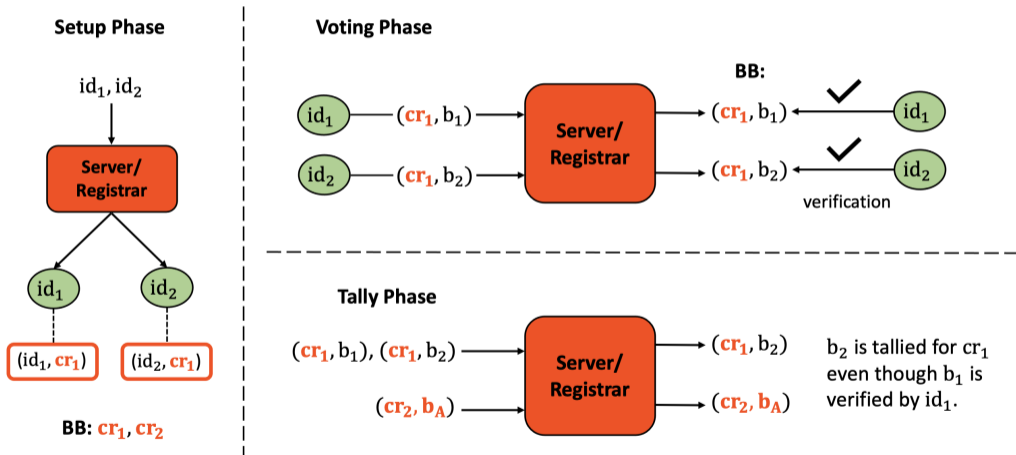 Setup Phase
id₁, id₂
Server/
Registrar
id₁
id₂
(id₁, cr₁)
(id₂, cr₁)
BB: cr₁, cr₂
Voting Phase
BB:
id₁
(cr₁, b₁)
Server/
Registrar
(cr₁, b₁)
id₁
id₂
(cr₁, b₂)
(cr₁, b₂)
id₂
verification
Tally Phase
(cr₁, b₁), (cr₁, b₂)
(cr₂, b_A)
Server/
Registrar
(cr₁, b₂)
(cr₂, b_A)
b₂ is tallied for cr₁
even though b₁ is
verified by id₁.